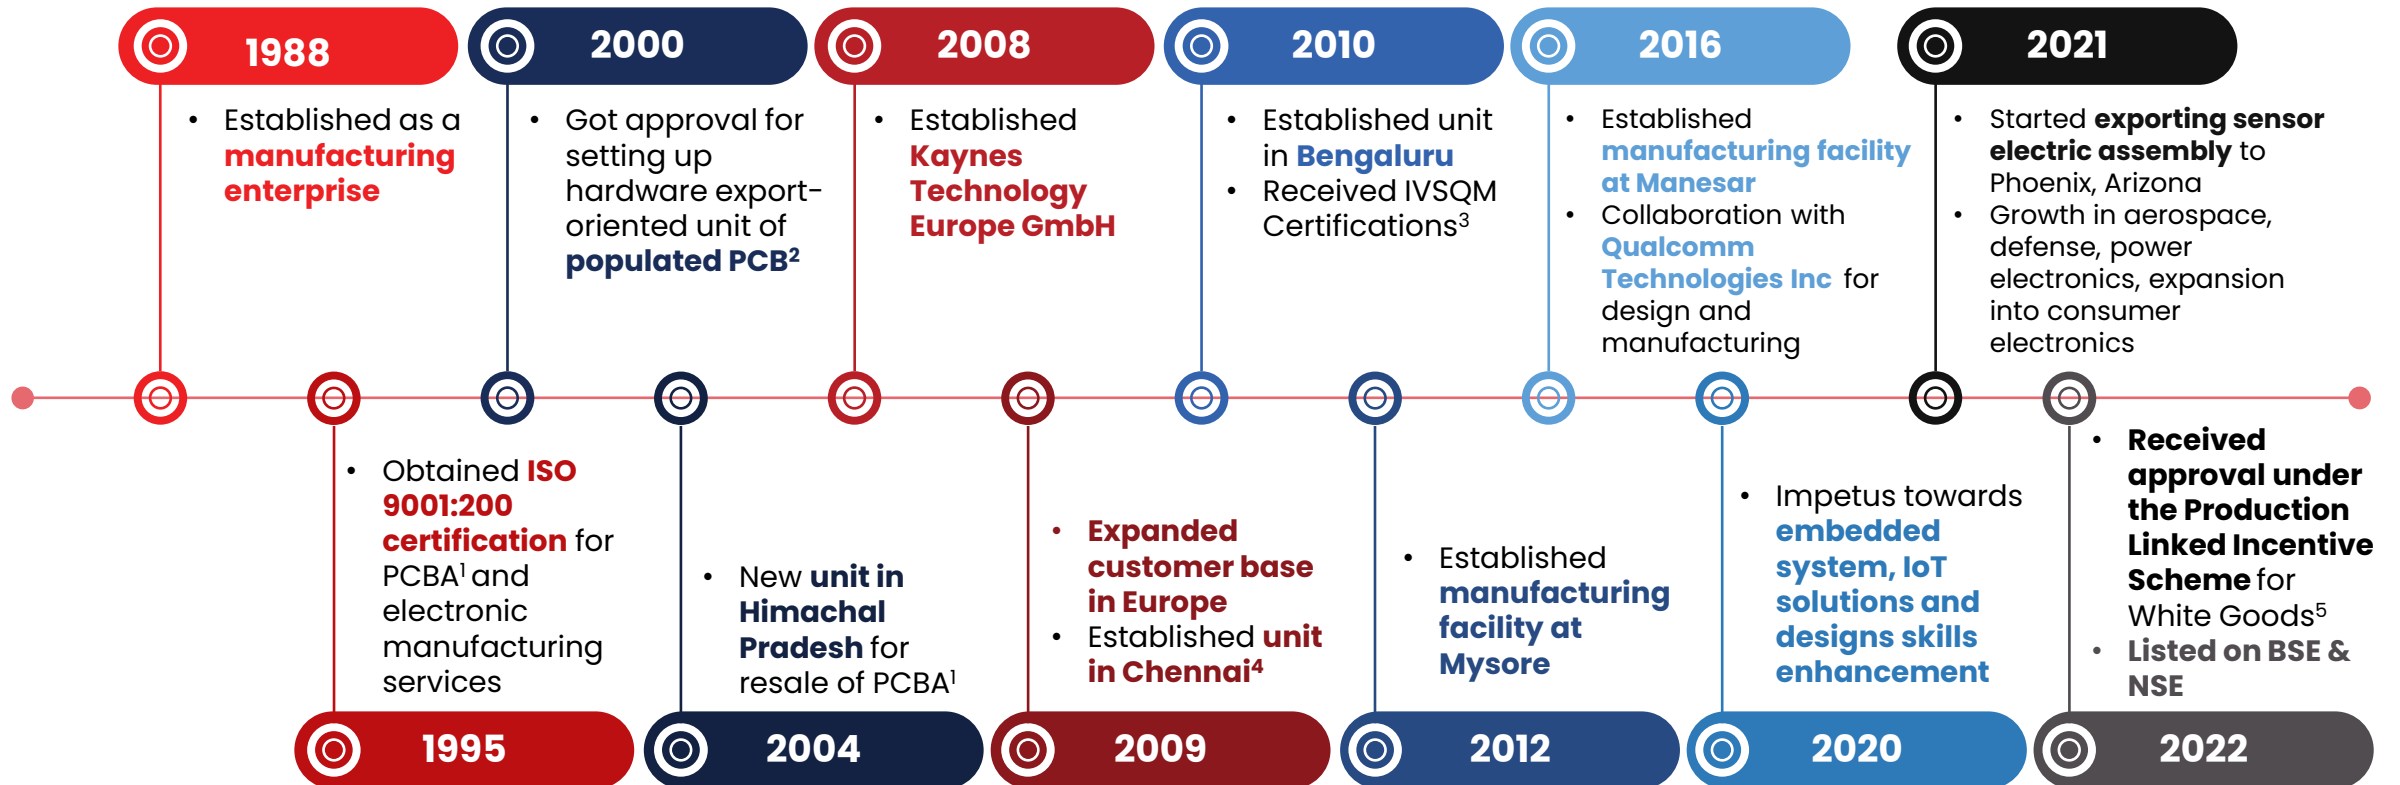 1988
Established as a
manufacturing
enterprise
2000
Got approval for
setting up
hardware export-
oriented unit of
populated PCB²
2008
Established
Kaynes
Technology
Europe GmbH
2010
Established unit
in Bengaluru
Received IVSQM
Certifications³
2016
Established
manufacturing facility
at Manesar
Collaboration with
Qualcomm
Technologies Inc for
design and
manufacturing
2021
Started exporting sensor
electric assembly to
Phoenix, Arizona
Growth in aerospace,
defense, power
electronics, expansion
into consumer
electronics
Obtained ISO
9001:200
certification for
PCBA¹ and
electronic
manufacturing
services
1995
New unit in
Himachal
Pradesh for
resale of PCBA¹
2004
Expanded
customer base
in Europe
Established unit
in Chennai⁴
2009
Established
manufacturing
facility at
Mysore
2012
Impetus towards
embedded
system, IoT
solutions and
designs skills
enhancement
2020
Received
approval under
the Production
Linked Incentive
Scheme for
White Goods⁵
Listed on BSE &
NSE
2022